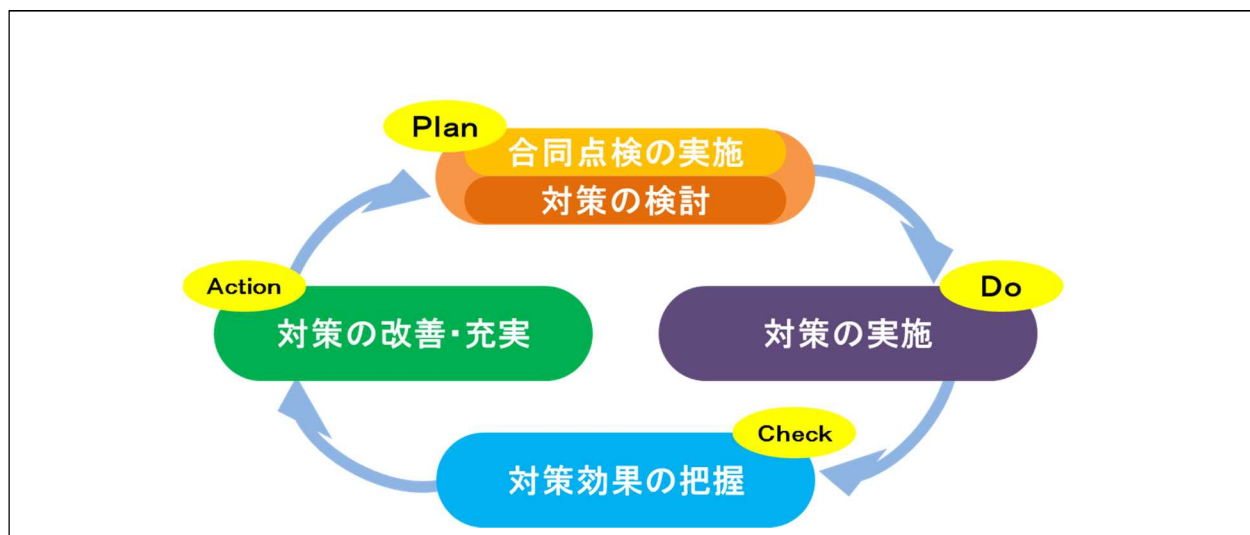 Plan
合同点検の実施
対策の検討
Action
対策の改善・充実
Do
対策の実施
Check
対策効果の把握